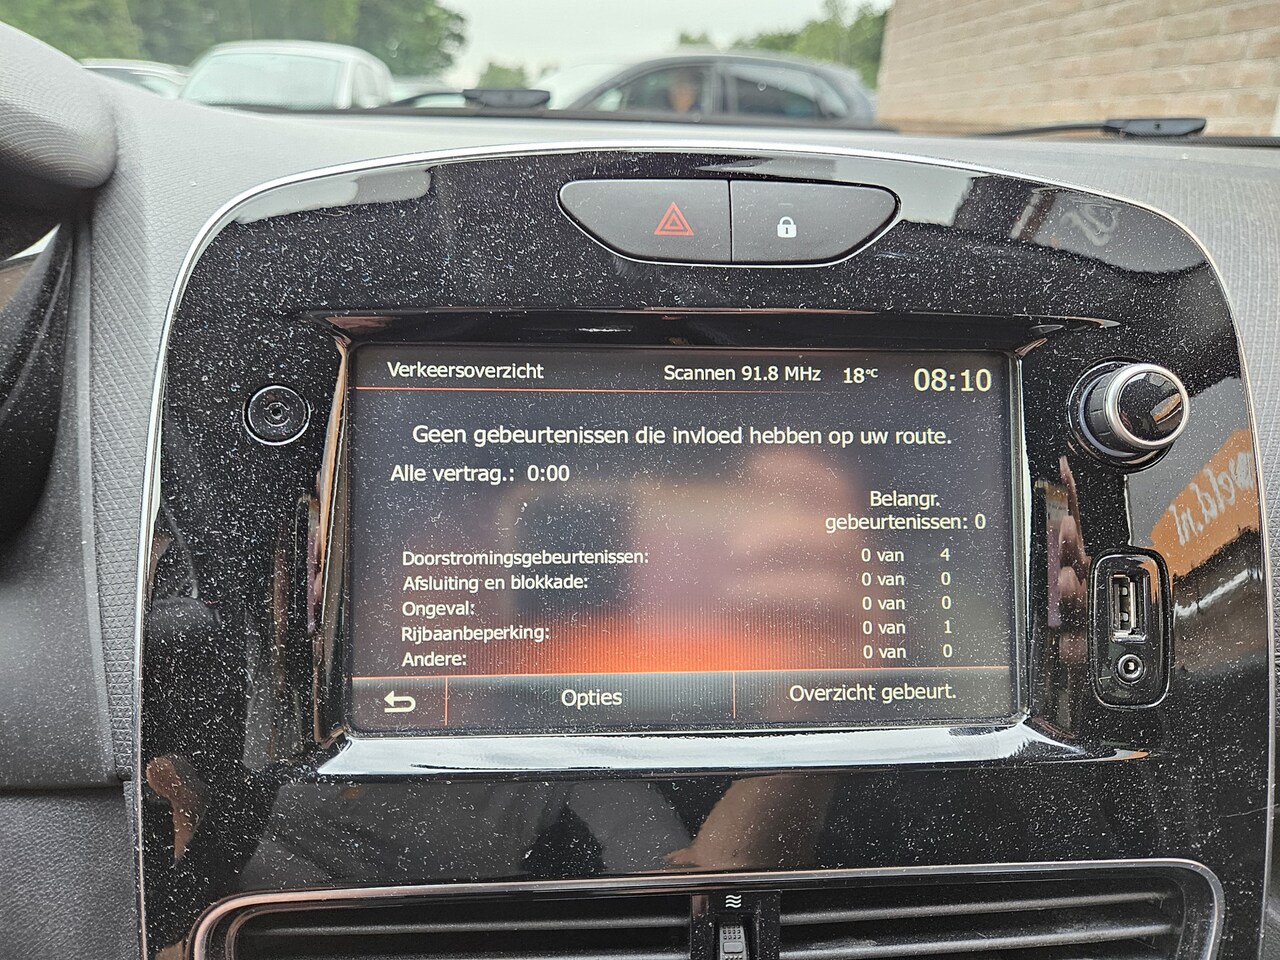 Verkeersoverzicht Scannen 91.8 MHz 18°C 08:10
Geen gebeurtenissen die invloed hebben op uw route.
Alle vertrag.: 0:00
Belangr.
gebeurtenissen: 0
Doorstromingsgebeurtenissen: 0 van 4
Afsluiting en blokkade: 0 van 0
Ongeval: 0 van 0
Rijbaanbeperking: 0 van 1
Andere: 0 van 0
Opties Overzicht gebeurt.